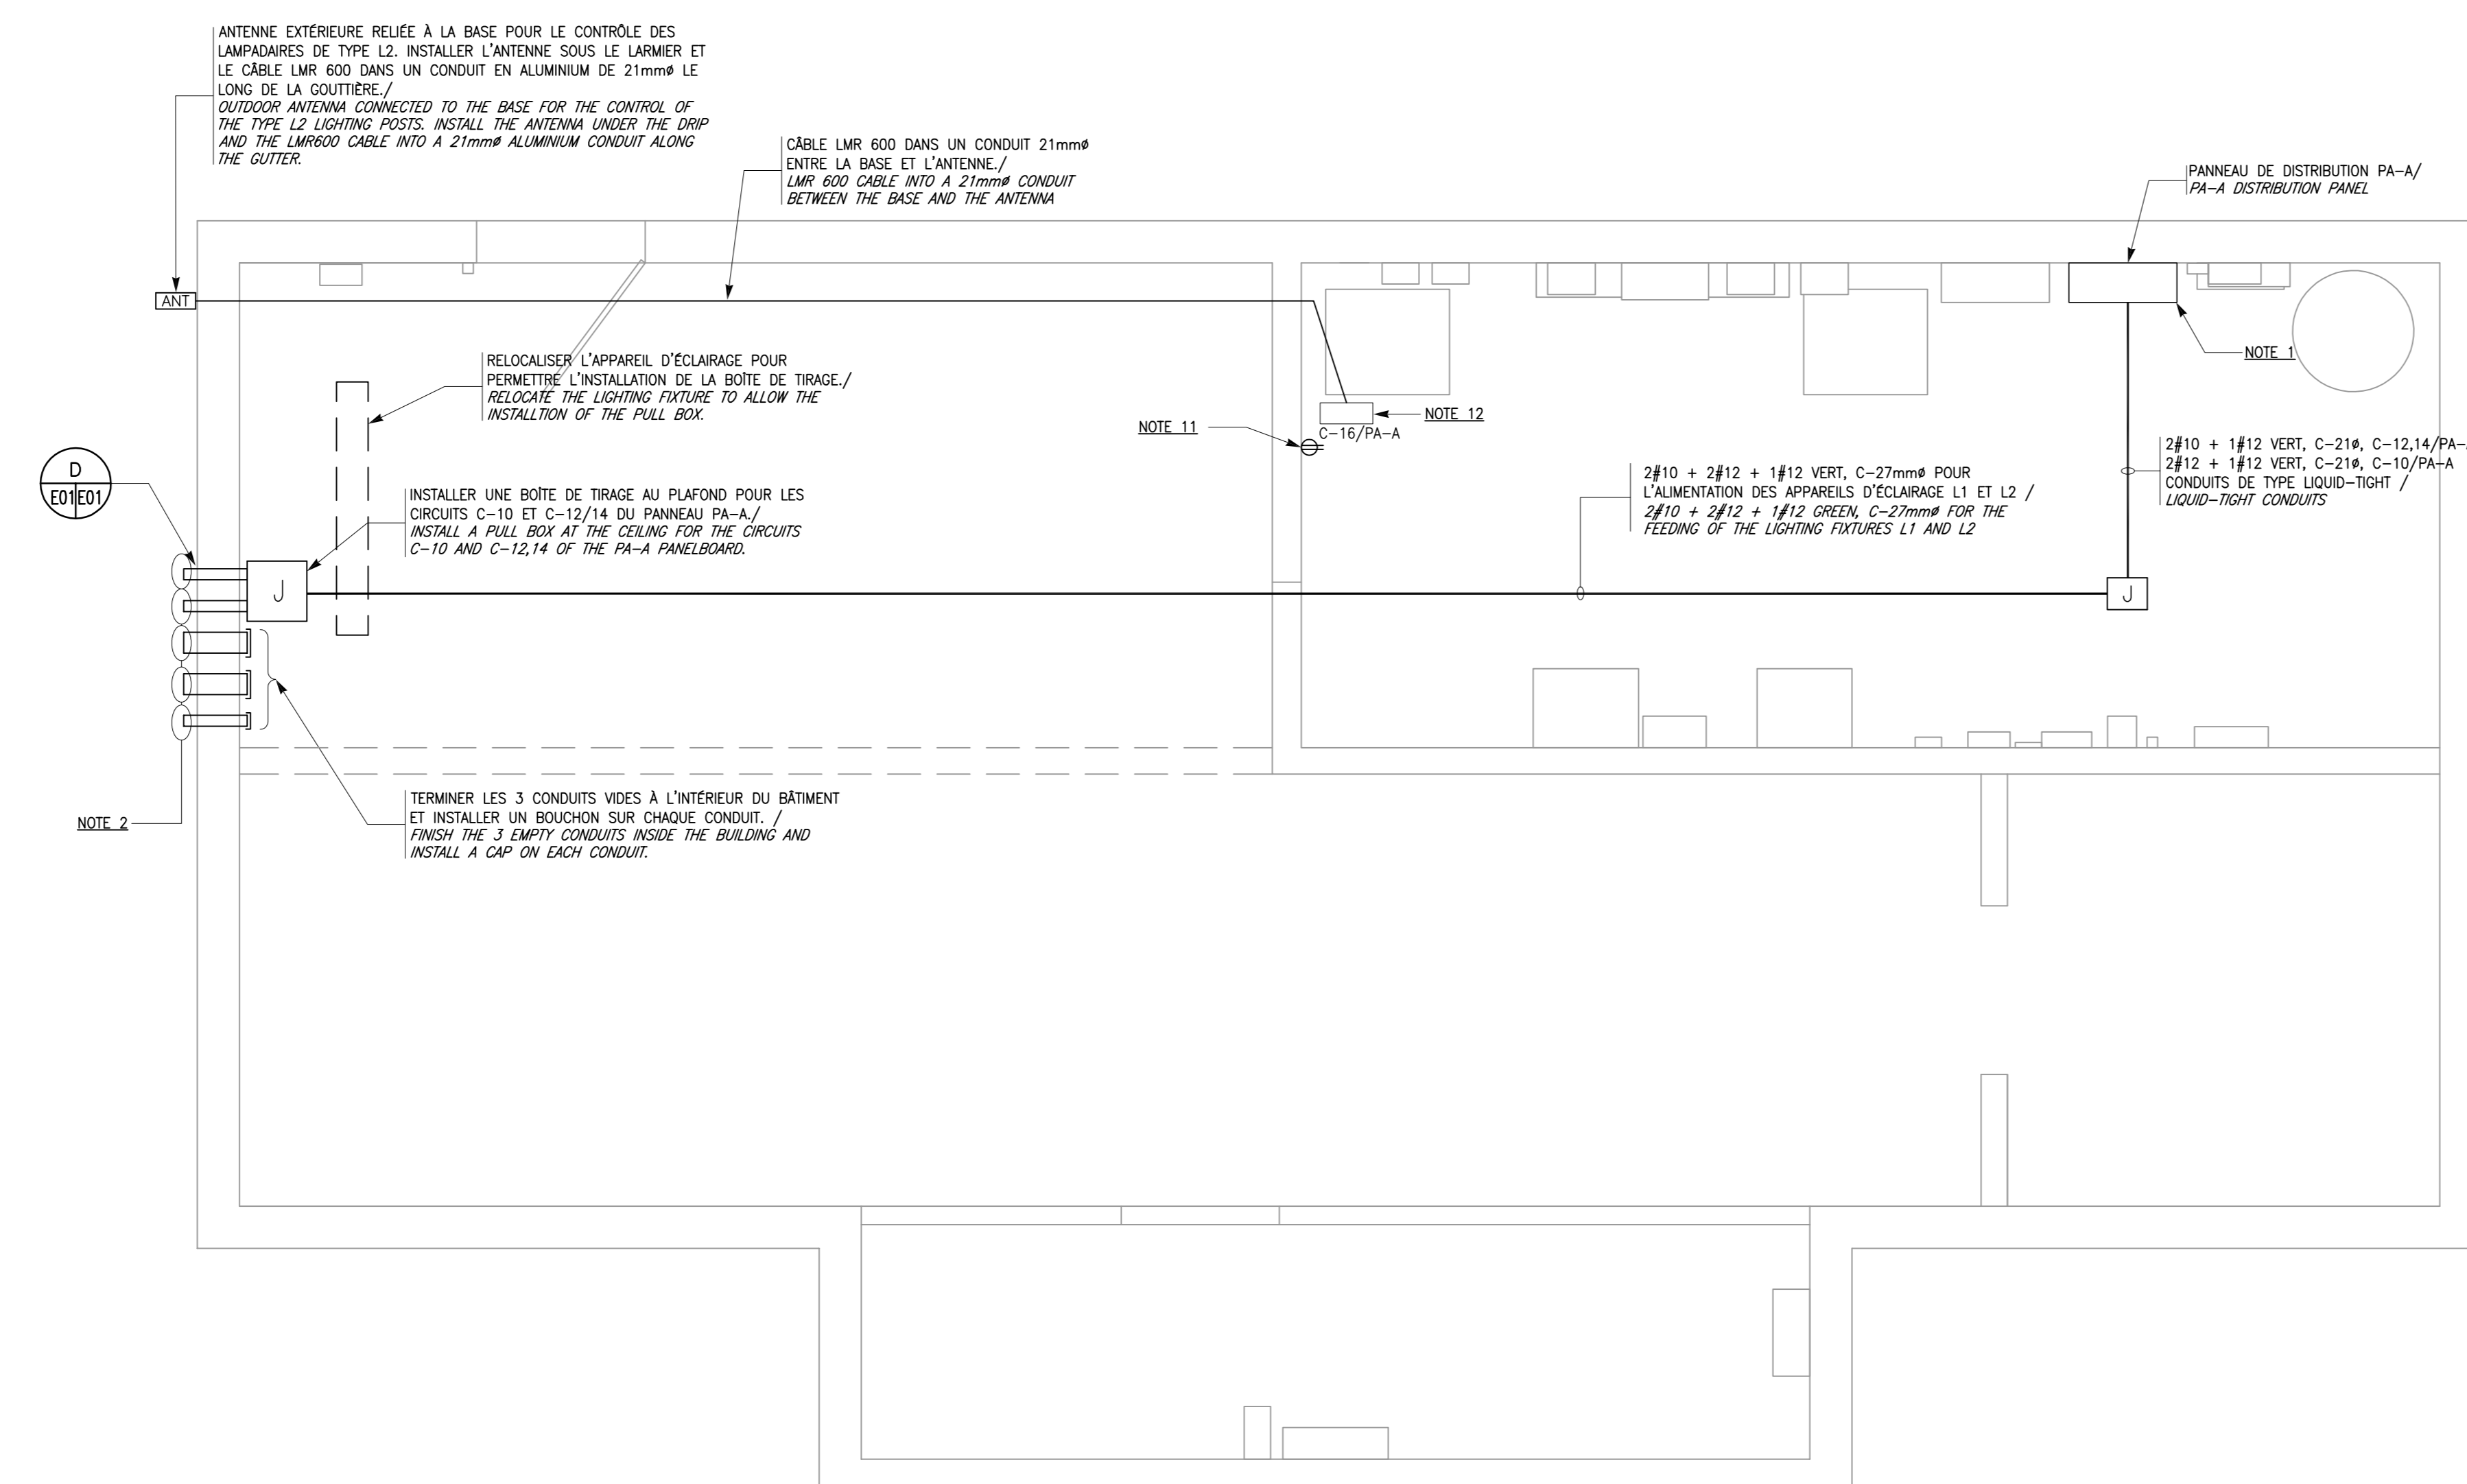 ANTENNE EXTÉRIEURE RELIÉE À LA BASE POUR LE CONTRÔLE DES
LAMPADAIRES DE TYPE L2. INSTALLER L'ANTENNE SOUS LE LARMIER ET
LE CÂBLE LMR 600 DANS UN CONDUIT EN ALUMINIUM DE 21mmø LE
LONG DE LA GOUTTIÈRE./
OUTDOOR ANTENNA CONNECTED TO THE BASE FOR THE CONTROL OF
THE TYPE L2 LIGHTING POSTS. INSTALL THE ANTENNA UNDER THE DRIP
AND THE LMR600 CABLE INTO A 21mmø ALUMINIUM CONDUIT ALONG
THE GUTTER.
CÂBLE LMR 600 DANS UN CONDUIT 21mmø
ENTRE LA BASE ET L'ANTENNE./
LMR 600 CABLE INTO A 21mmø CONDUIT
BETWEEN THE BASE AND THE ANTENNA
PANNEAU DE DISTRIBUTION PA-A/
PA-A DISTRIBUTION PANEL
ANT
NOTE 1
RELOCALISER L'APPAREIL D'ÉCLAIRAGE POUR
PERMETTRE L'INSTALLATION DE LA BOÎTE DE TIRAGE./
RELOCATE THE LIGHTING FIXTURE TO ALLOW THE
INSTALLTION OF THE PULL BOX.
NOTE 12
C-16/PA-A
NOTE 11
D
E01 E01
2#10 + 1#12 VERT, C-21ø, C-12,14/PA-
2#12 + 1#12 VERT, C-21ø, C-10/PA-A
CONDUITS DE TYPE LIQUID-TIGHT /
LIQUID-TIGHT CONDUITS
2#10 + 2#12 + 1#12 VERT, C-27mmø POUR
L'ALIMENTATION DES APPAREILS D'ÉCLAIRAGE L1 ET L2 /
2#10 + 2#12 + 1#12 GREEN, C-27mmø FOR THE
FEEDING OF THE LIGHTING FIXTURES L1 AND L2
INSTALLER UNE BOÎTE DE TIRAGE AU PLAFOND POUR LES
CIRCUITS C-10 ET C-12/14 DU PANNEAU PA-A./
INSTALL A PULL BOX AT THE CEILING FOR THE CIRCUITS
C-10 AND C-12,14 OF THE PA-A PANELBOARD.
J
J
TERMINER LES 3 CONDUITS VIDES À L'INTÉRIEUR DU BÂTIMENT
ET INSTALLER UN BOUCHON SUR CHAQUE CONDUIT. /
FINISH THE 3 EMPTY CONDUITS INSIDE THE BUILDING AND
INSTALL A CAP ON EACH CONDUIT.
NOTE 2